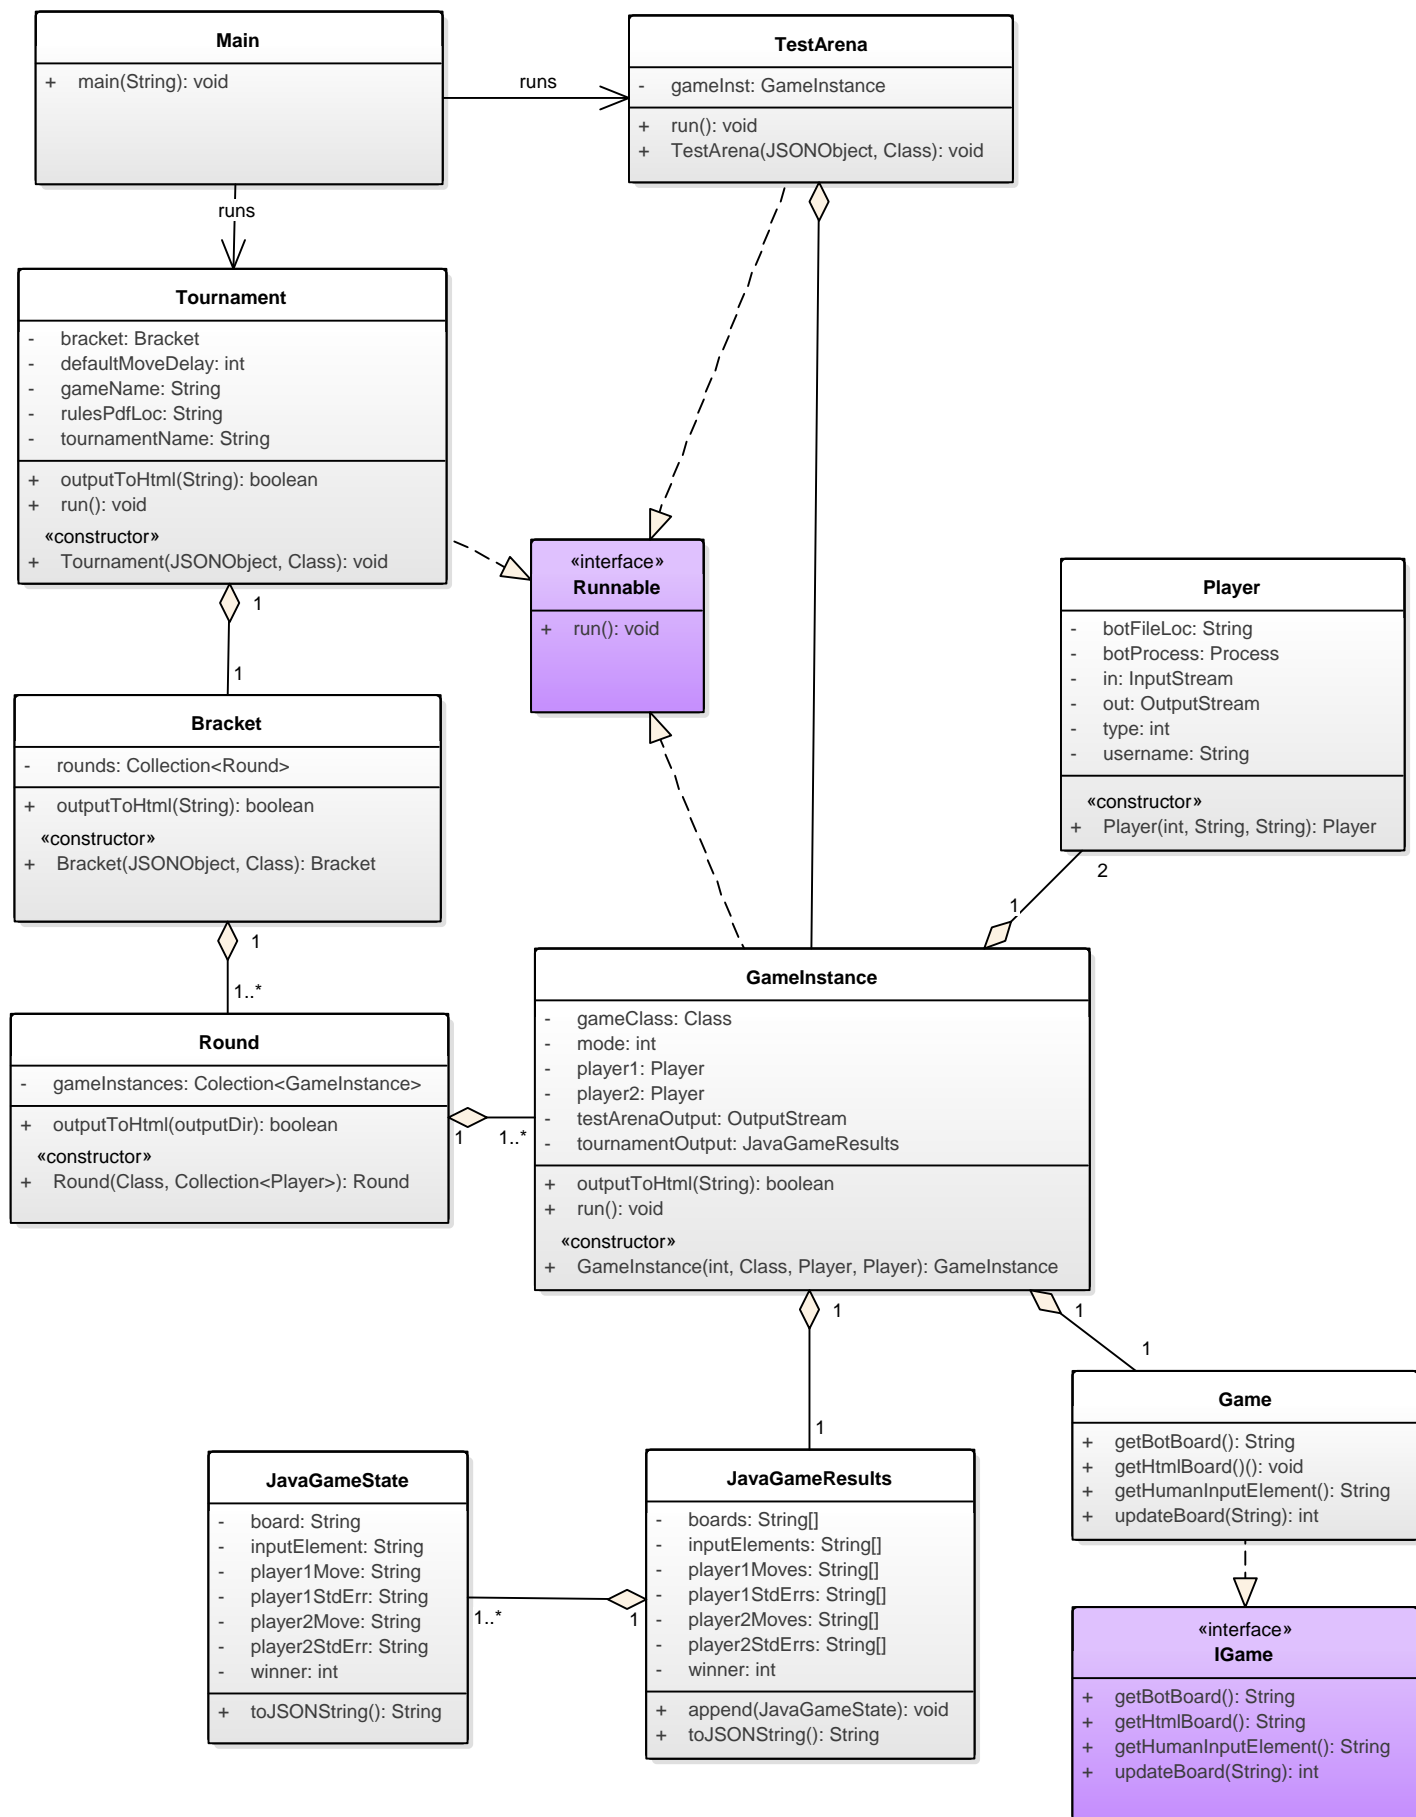 Main
+ main(String): void
runs
TestArena
- gameInst: GameInstance
+ run(): void
+ TestArena(JSONObject, Class): void
runs
Tournament
- bracket: Bracket
- defaultMoveDelay: int
- gameName: String
- rulesPdfLoc: String
- tournamentName: String
+ outputToHtml(String): boolean
+ run(): void
«constructor»
+ Tournament(JSONObject, Class): void
1
1
«interface»
Runnable
+ run(): void
Player
- botFileLoc: String
- botProcess: Process
- in: InputStream
- out: OutputStream
- type: int
- username: String
«constructor»
+ Player(int, String, String): Player
2
1
Bracket
- rounds: Collection<Round>
+ outputToHtml(String): boolean
«constructor»
+ Bracket(JSONObject, Class): Bracket
1
1..*
Round
- gameInstances: Colection<GameInstance>
+ outputToHtml(outputDir): boolean
«constructor»
+ Round(Class, Collection<Player>): Round
1
1..*
GameInstance
- gameClass: Class
- mode: int
- player1: Player
- player2: Player
- testArenaOutput: OutputStream
- tournamentOutput: JavaGameResults
+ outputToHtml(String): boolean
+ run(): void
«constructor»
+ GameInstance(int, Class, Player, Player): GameInstance
1
1
1
1
Game
+ getBotBoard(): String
+ getHtmlBoard()(): void
+ getHumanInputElement(): String
+ updateBoard(String): int
JavaGameState
- board: String
- inputElement: String
- player1Move: String
- player1StdErr: String
- player2Move: String
- player2StdErr: String
- winner: int
+ toJSONString(): String
1..*
1
JavaGameResults
- boards: String[]
- inputElements: String[]
- player1Moves: String[]
- player1StdErrs: String[]
- player2Moves: String[]
- player2StdErrs: String[]
- winner: int
+ append(JavaGameState): void
+ toJSONString(): String
«interface»
IGame
+ getBotBoard(): String
+ getHtmlBoard(): String
+ getHumanInputElement(): String
+ updateBoard(String): int